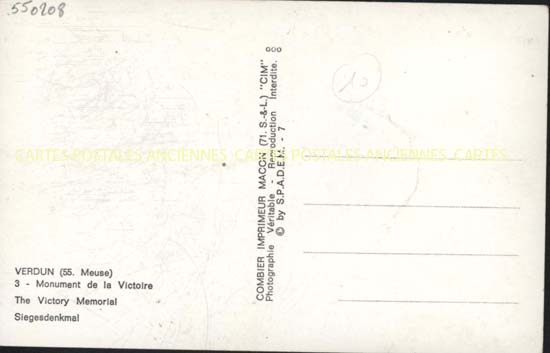 550208
10
CARTES POSTALES ANCIENNES CARTES POSTALES ANCIENNES CARTES
VERDUN (55. Meuse)
3 - Monument de la Victoire
The Victory Memorial
Siegesdenkmal
COMBIER IMPRIMEUR MACON (71. S.-&-L.) "CIM"
Photographie Véritable - Reproduction Interdite.
© by S.P.A.D.E.M. - 7